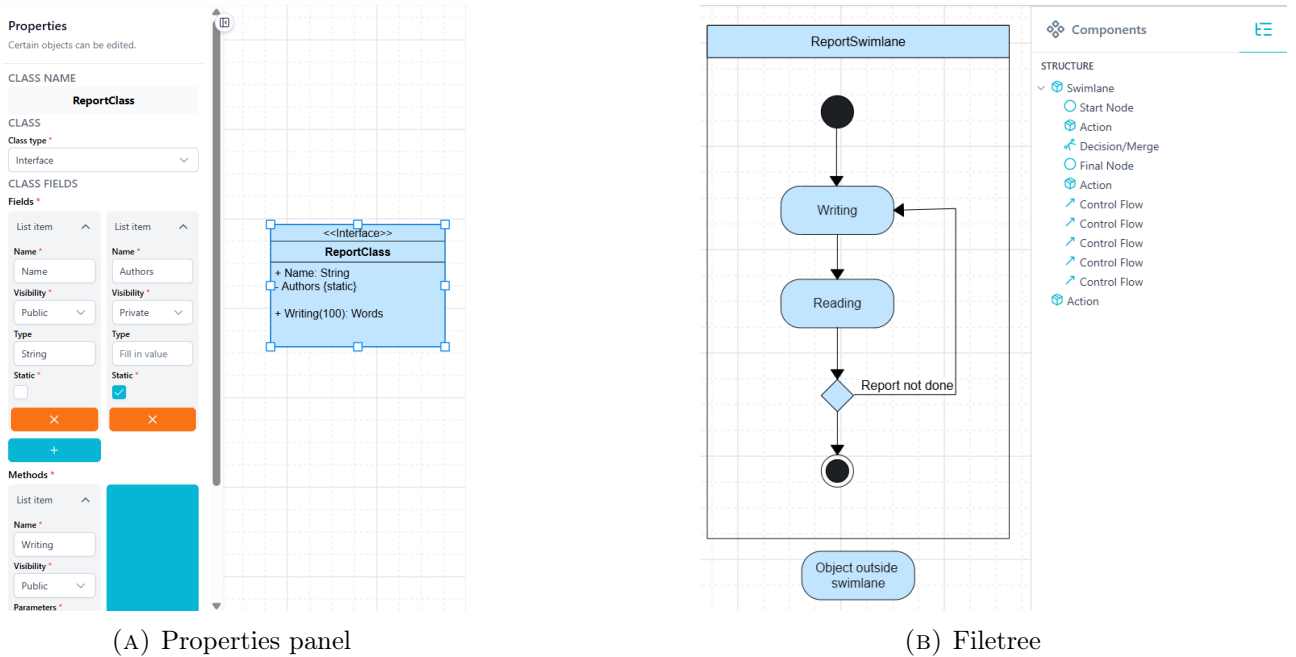 Properties
Certain objects can be edited.
CLASS NAME
ReportClass
CLASS
Class type *
Interface
CLASS FIELDS
Fields *
List item
List item
Name *
Name *
Name
Authors
Visibility *
Visibility *
Public
Private
Type
Type
String
Fill in value
Static *
Static *
+
Methods *
List item
Name *
Writing
Visibility *
Public
Parameters *
<<Interface>>
ReportClass
+ Name: String
- Authors {static}
+ Writing(100): Words
(A) Properties panel
ReportSwimlane
Writing
Reading
Report not done
Object outside
swimlane
Components
STRUCTURE
Swimlane
Start Node
Action
Decision/Merge
Final Node
Action
Control Flow
Control Flow
Control Flow
Control Flow
Control Flow
Action
(B) Filetree